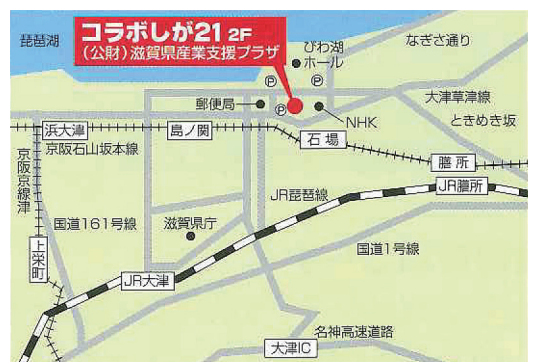 コラボしが21 2F
(公財)滋賀県産業支援プラザ
琵琶湖
びわ湖
ホール
なぎさ通り
P
P
郵便局
P
NHK
大津草津線
ときめき坂
浜大津
島ノ関
石場
膳所
京阪石山坂本線
京阪京津線
JR膳所
JR琵琶線
国道161号線
滋賀県庁
上栄町
国道1号線
JR大津
名神高速道路
大津IC